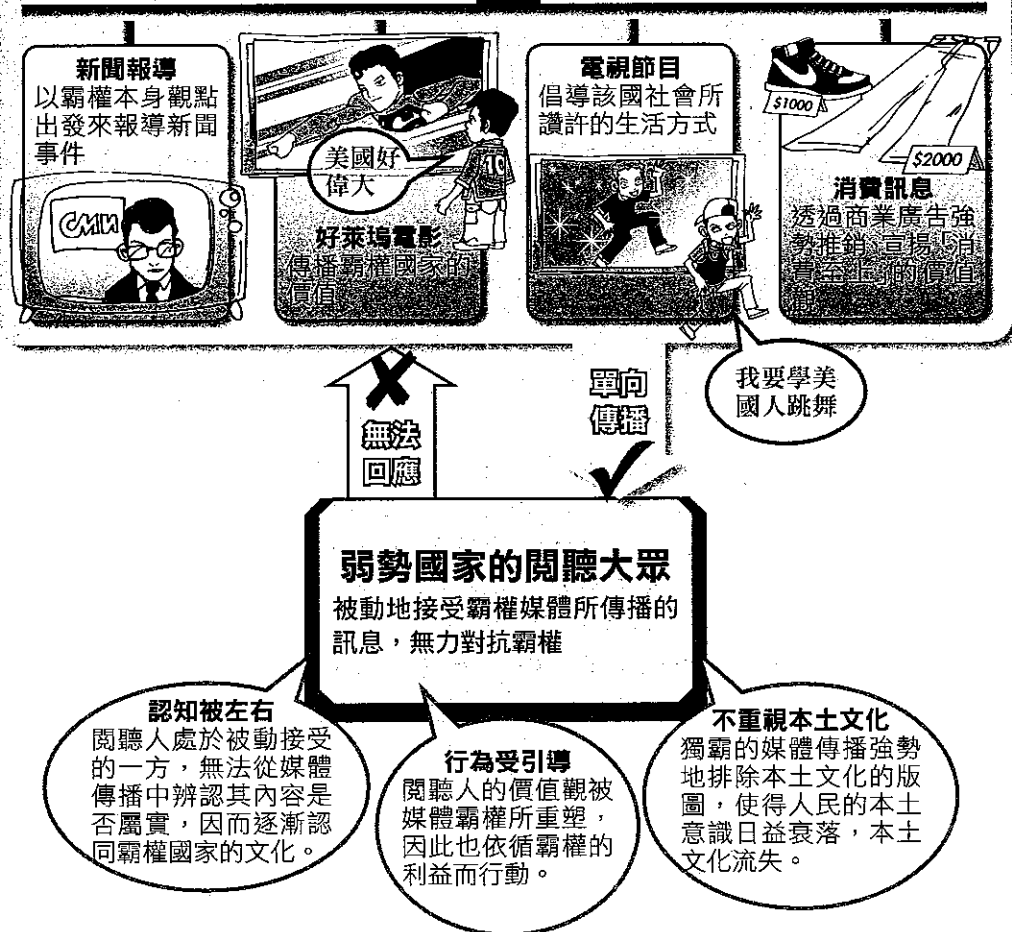 新聞報導
以霸權本身觀點
出發來報導新聞
事件
CMN
美國好
偉大
好萊塢電影
傳播霸權國家的
價值
電視節目
倡導該國社會所
讚許的生活方式
$1000
$2000
消費訊息
透過商業廣告強
勢推銷、宣揚「消
費至上」的價值
觀
無法
回應
單向
傳播
我要學美
國人跳舞
弱勢國家的閱聽大眾
被動地接受霸權媒體所傳播的
訊息,無力對抗霸權
認知被左右
閱聽人處於被動接受
的一方,無法從媒體
傳播中辨認其內容是
否屬實,因而逐漸認
同霸權國家的文化。
行為受引導
閱聽人的價值觀被
媒體霸權所重塑,
因此也依循霸權的
利益而行動。
不重視本土文化
獨霸的媒體傳播強勢
地排除本土文化的版
圖,使得人民的本土
意識日益衰落,本土
文化流失。